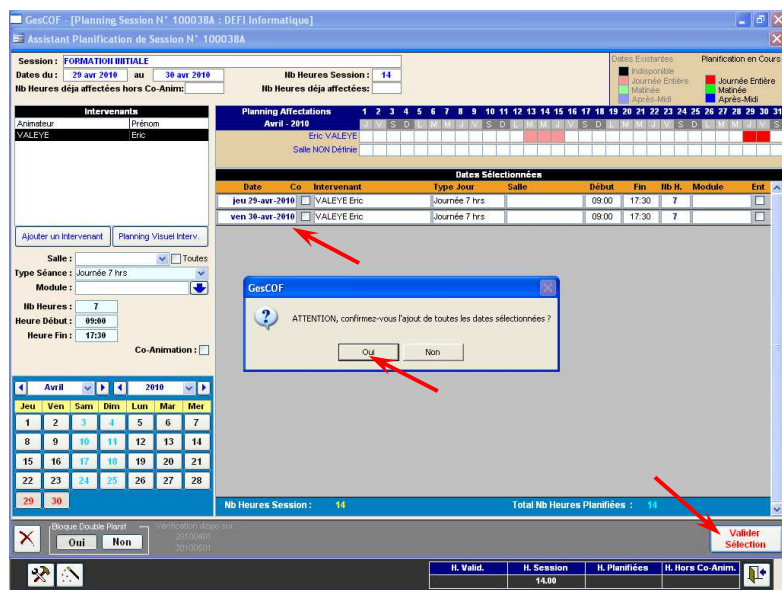 GesCOF - [Planning Session N° 100038A : DEFI Informatique]
Assistant Planification de Session N° 100038A
Session : FORMATION INITIALE
Dates du : 29 avr 2010 au 30 avr 2010 Nb Heures Session : 14
Nb Heures déja affectées hors Co-Anim: Nb Heures déja affectées:
Dates Existantes Planification en Cours
Indisponible
Journée Entière Journée Entière
Matinée Matinée
Après-Midi Après-Midi
Intervenants
Animateur Prénom
VALEYE Eric
Planning Affectations 1 2 3 4 5 6 7 8 9 10 11 12 13 14 15 16 17 18 19 20 21 22 23 24 25 26 27 28 29 30 31
Avril - 2010 J V S D L M M J V S D L M M J V S D L M M J V S D L M M J V S
Eric VALEYE
Salle NON Définie
Dates Sélectionnées
Date Co Intervenant Type Jour Salle Début Fin Nb H. Module Ent
jeu 29-avr-2010 VALEYE Eric Journée 7 hrs 09:00 17:30 7
ven 30-avr-2010 VALEYE Eric Journée 7 hrs 09:00 17:30 7
Ajouter un Intervenant Planning Visuel Interv.
Salle : Toutes
Type Séance : Journée 7 hrs
Module :
Nb Heures : 7
Heure Début : 09:00
Heure Fin : 17:30
Co-Animation :
GesCOF
ATTENTION, confirmez-vous l'ajout de toutes les dates sélectionnées ?
Oui Non
Avril 2010
Jeu Ven Sam Dim Lun Mar Mer
1 2 3 4 5 6 7
8 9 10 11 12 13 14
15 16 17 18 19 20 21
22 23 24 25 26 27 28
29 30
Nb Heures Session : 14 Total Nb Heures Planifiées : 14
Bloque Double Planif
Oui Non
Vérification dispo sur :
20100401
20100501
Valider
Sélection
H. Valid. H. Session H. Planifiées H. Hors Co-Anim.
14.00